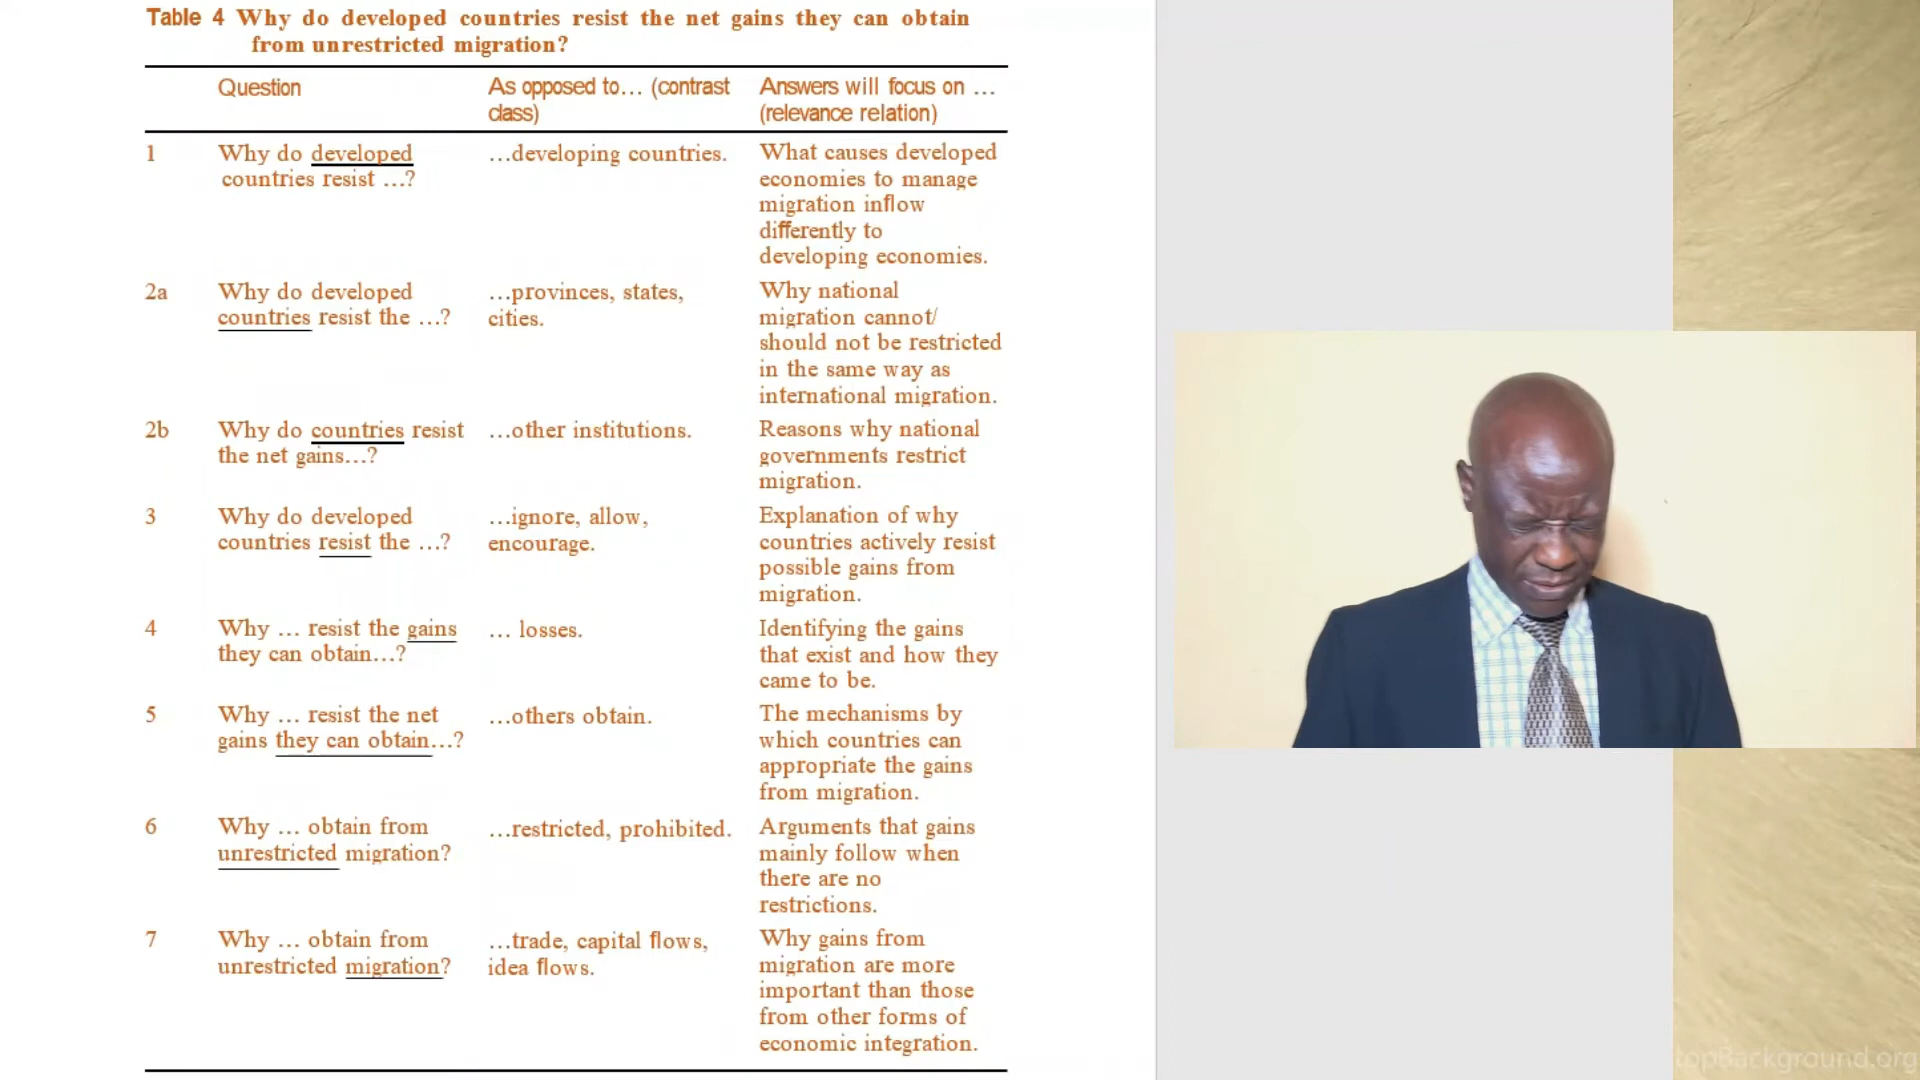 Table 4 Why do developed countries resist the net gains they can obtain
from unrestricted migration?
Question
As opposed to… (contrast
class)
Answers will focus on …
(relevance relation)
1
Why do developed
countries resist …?
…developing countries.
What causes developed
economies to manage
migration inflow
differently to
developing economies.
2a
Why do developed
countries resist the …?
…provinces, states,
cities.
Why national
migration cannot/
should not be restricted
in the same way as
international migration.
2b
Why do countries resist
the net gains…?
…other institutions.
Reasons why national
governments restrict
migration.
3
Why do developed
countries resist the …?
…ignore, allow,
encourage.
Explanation of why
countries actively resist
possible gains from
migration.
4
Why … resist the gains
they can obtain…?
… losses.
Identifying the gains
that exist and how they
came to be.
5
Why … resist the net
gains they can obtain…?
…others obtain.
The mechanisms by
which countries can
appropriate the gains
from migration.
6
Why … obtain from
unrestricted migration?
…restricted, prohibited.
Arguments that gains
mainly follow when
there are no
restrictions.
7
Why … obtain from
unrestricted migration?
…trade, capital flows,
idea flows.
Why gains from
migration are more
important than those
from other forms of
economic integration.
topBackground.org